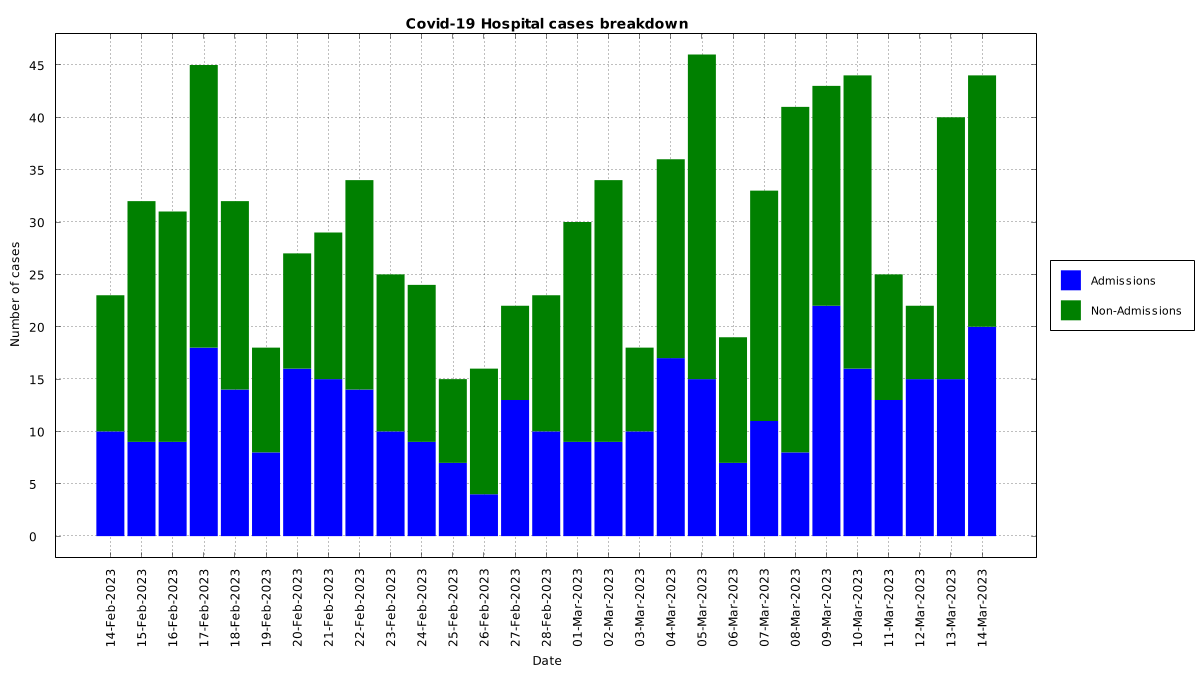 Covid-19 Hospital cases breakdown
45
40
35
30
25
20
15
10
5
0
Number of cases
14-Feb-2023
15-Feb-2023
16-Feb-2023
17-Feb-2023
18-Feb-2023
19-Feb-2023
20-Feb-2023
21-Feb-2023
22-Feb-2023
23-Feb-2023
24-Feb-2023
25-Feb-2023
26-Feb-2023
27-Feb-2023
28-Feb-2023
01-Mar-2023
02-Mar-2023
03-Mar-2023
04-Mar-2023
05-Mar-2023
06-Mar-2023
07-Mar-2023
08-Mar-2023
09-Mar-2023
10-Mar-2023
11-Mar-2023
12-Mar-2023
13-Mar-2023
14-Mar-2023
Date
Admissions
Non-Admissions